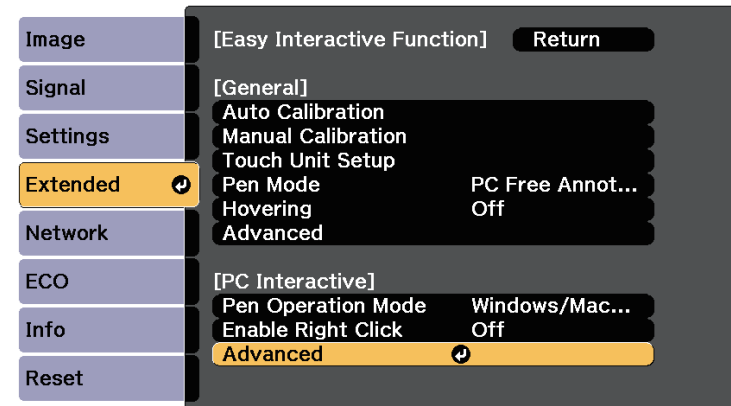 Image
Signal
Settings
Extended
Network
ECO
Info
Reset
[Easy Interactive Function] Return
[General]
Auto Calibration
Manual Calibration
Touch Unit Setup
Pen Mode PC Free Annot...
Hovering Off
Advanced
[PC Interactive]
Pen Operation Mode Windows/Mac...
Enable Right Click Off
Advanced